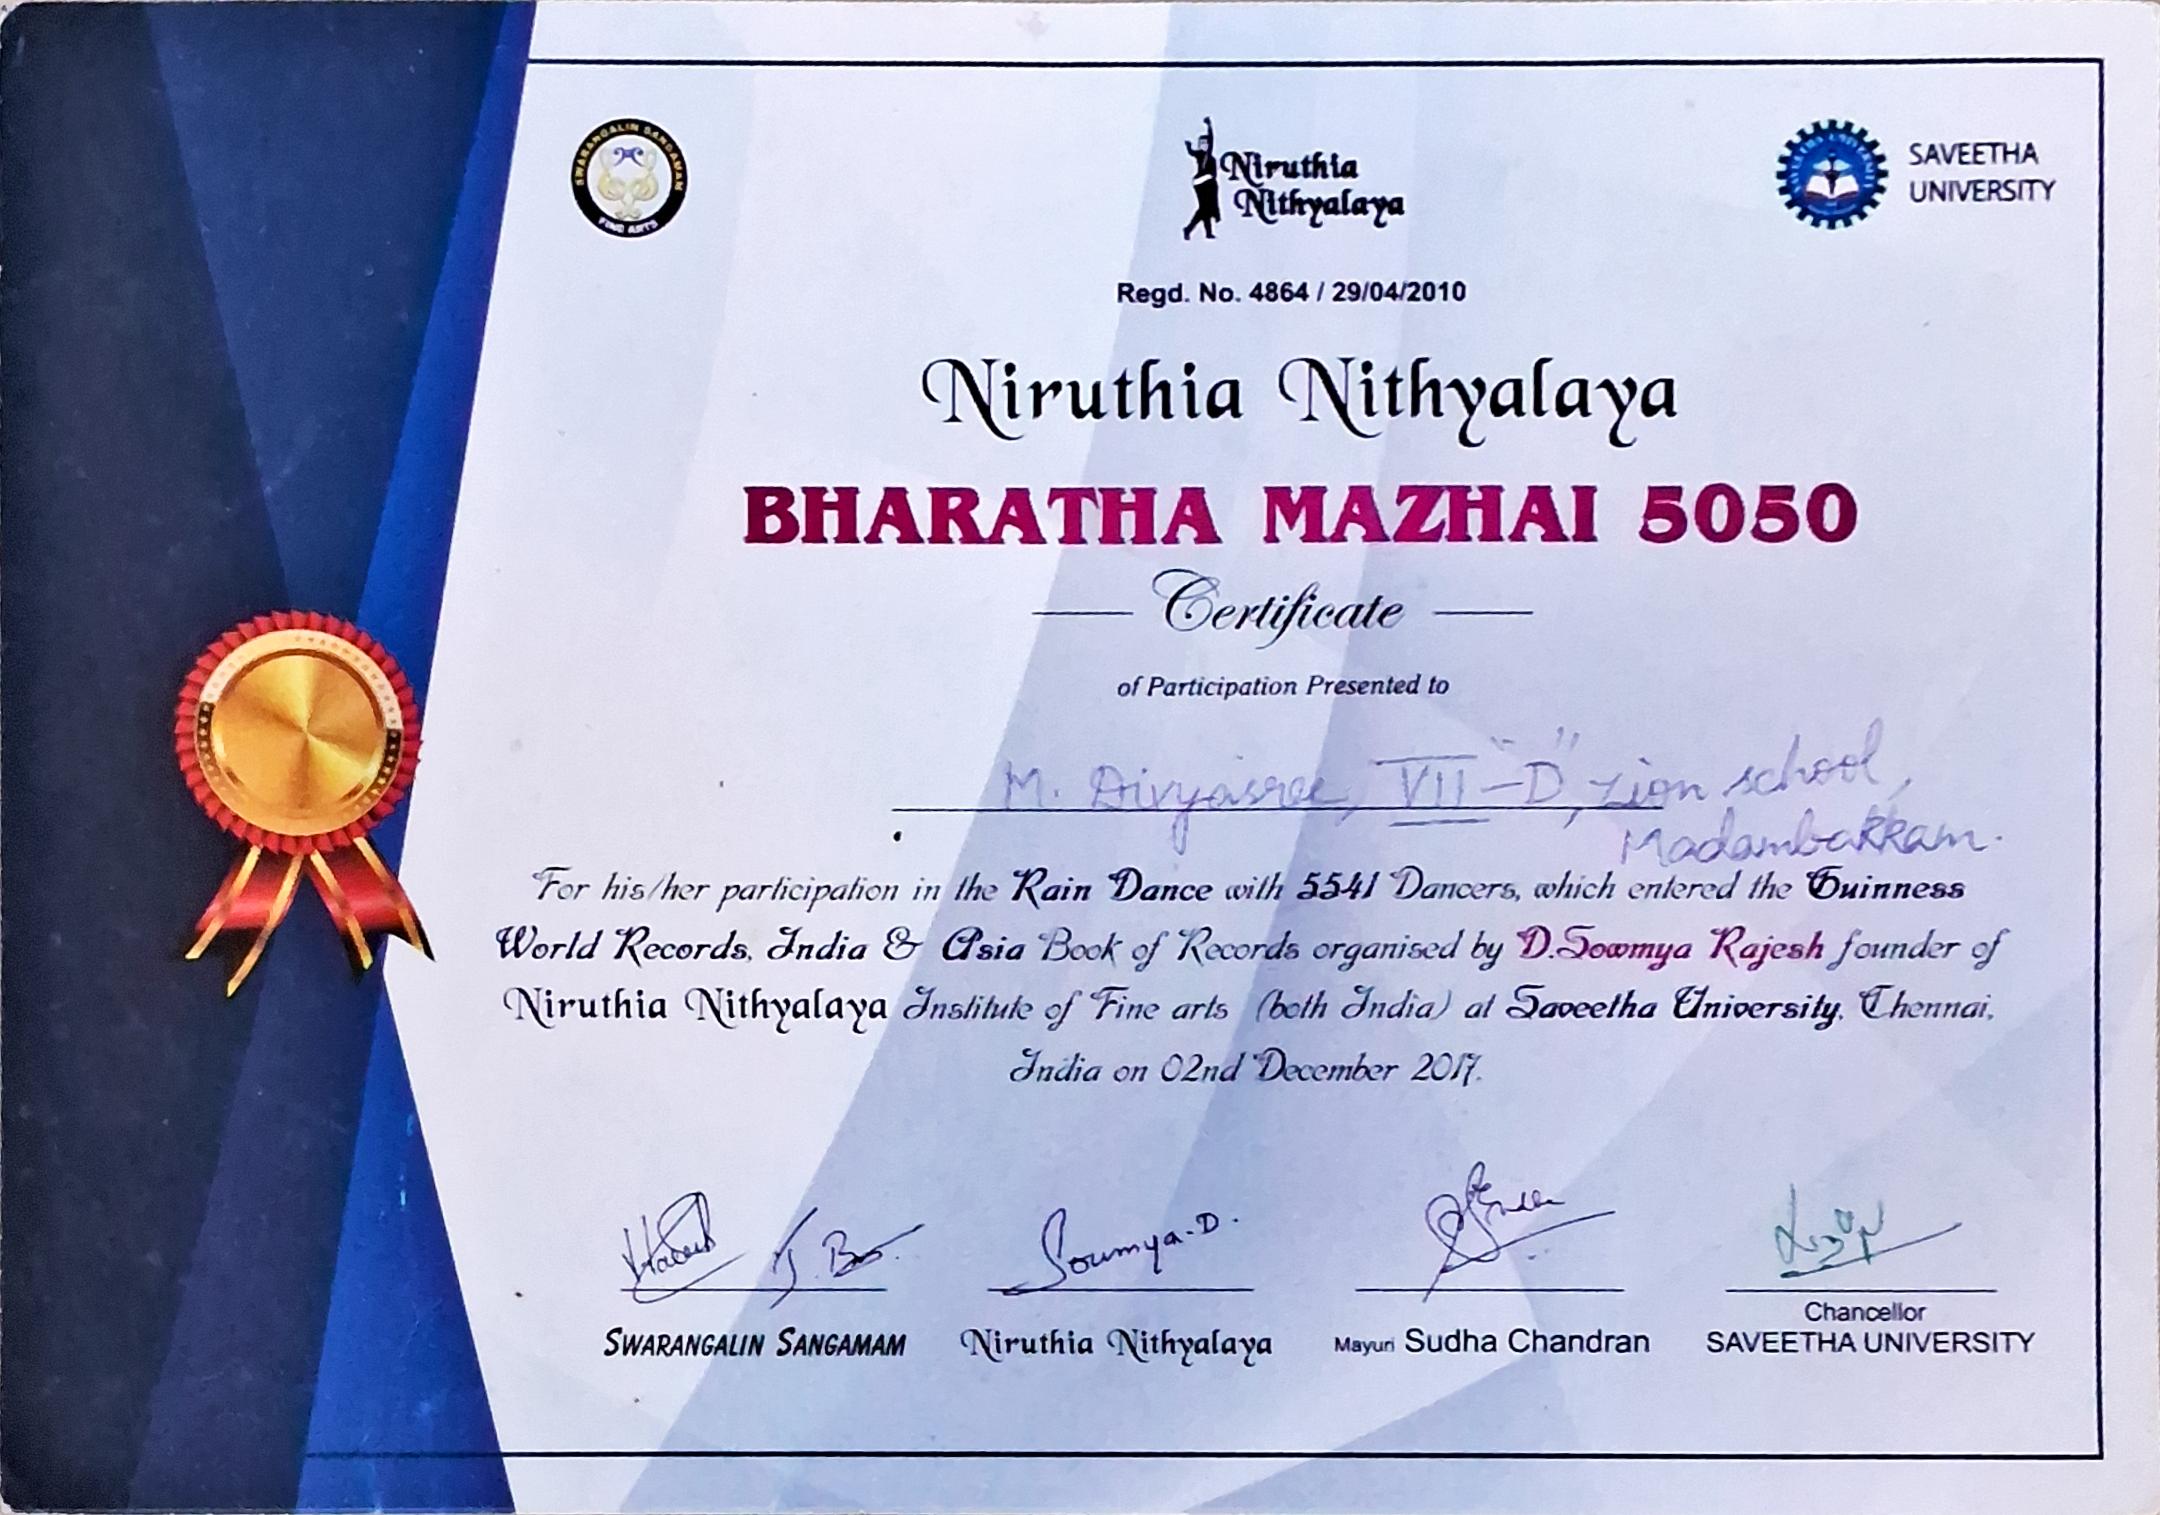 SWARANGALIN SANGAMAM
FINE ARTS
Niruthia
Nithyalaya
SAVEETHA
UNIVERSITY
Regd. No. 4864 / 29/04/2010
Niruthia Nithyalaya
BHARATHA MAZHAI 5050
Certificate
of Participation Presented to
M. Divyasree, VII - "D", Zion school,
Madambakkam.
For his/her participation in the Rain Dance with 5541 Dancers, which entered the Guinness
World Records, India & Asia Book of Records organised by D.Sowmya Rajesh founder of
Niruthia Nithyalaya Institute of Fine arts (both India) at Saveetha University, Chennai,
India on 02nd December 2017.
Soumya.D.
SWARANGALIN SANGAMAM
Niruthia Nithyalaya
Mayuri Sudha Chandran
Chancellor
SAVEETHA UNIVERSITY